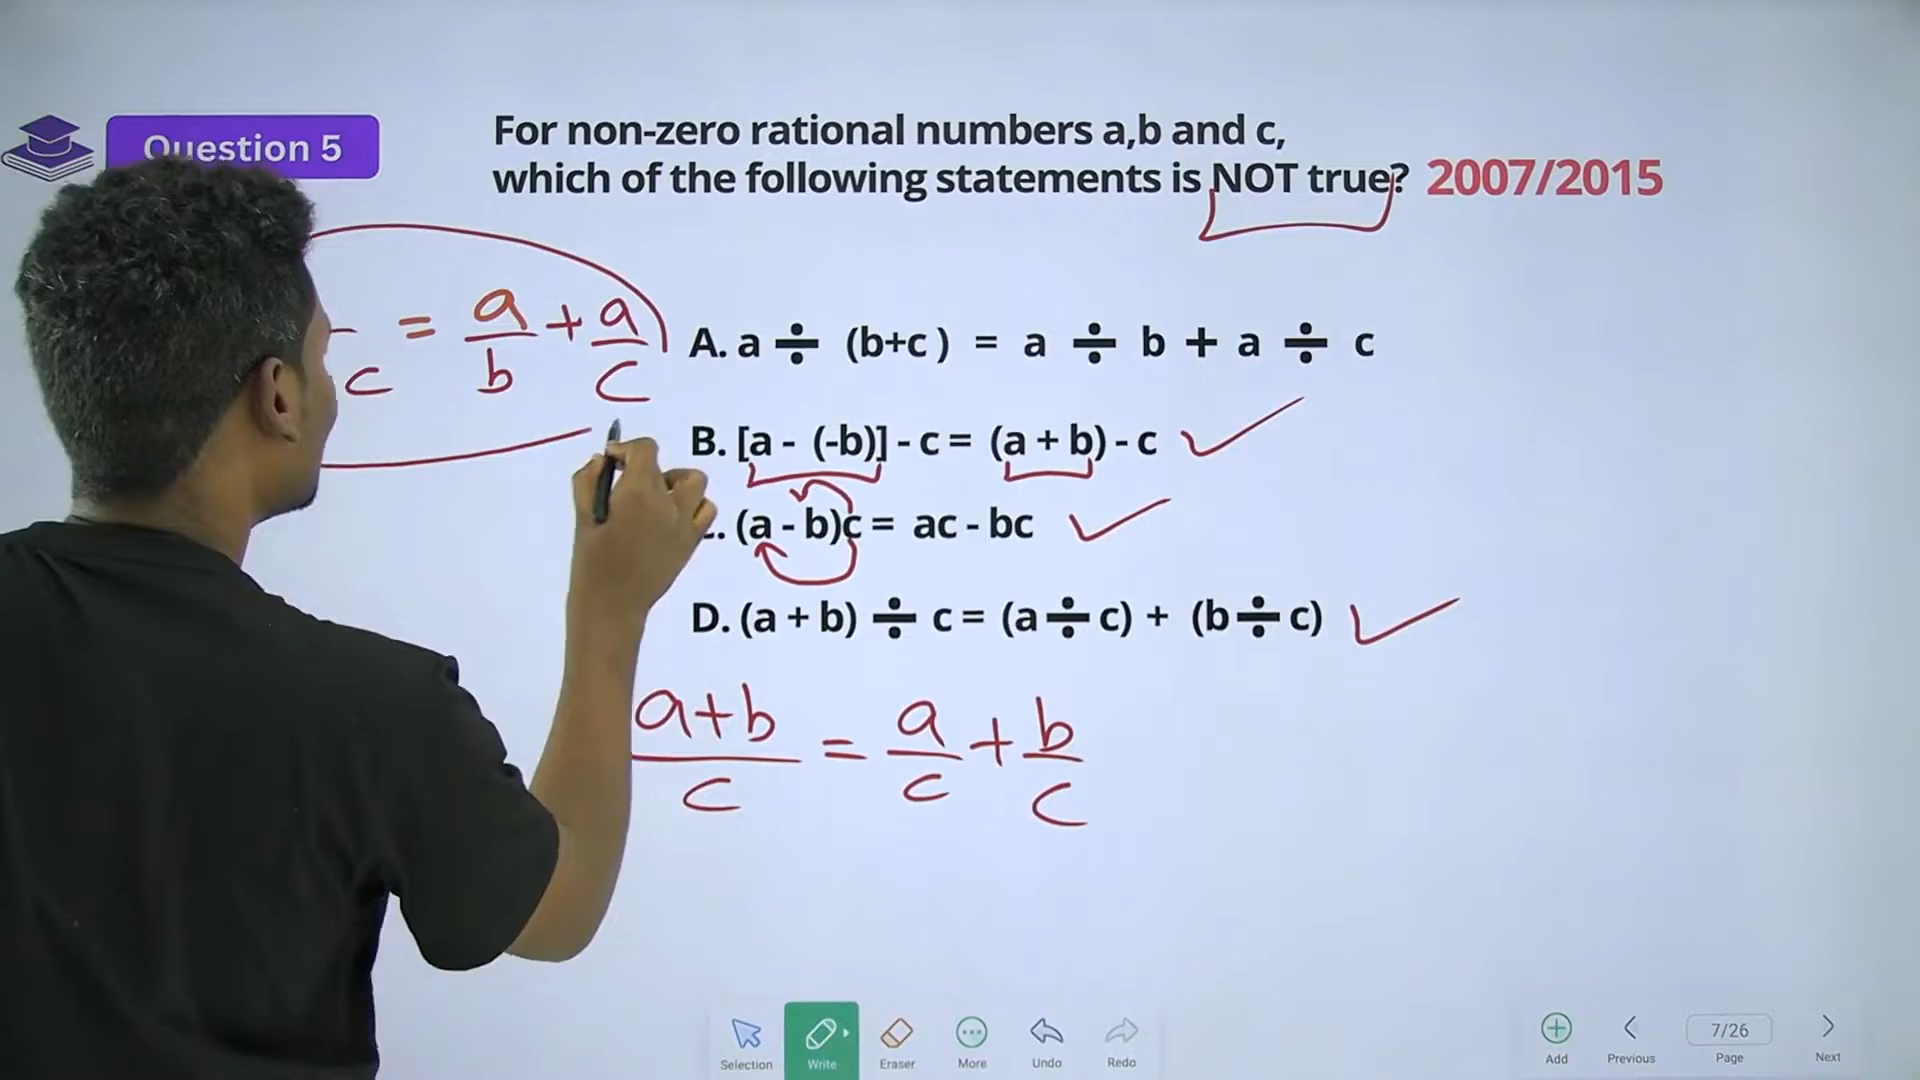 Question 5
For non-zero rational numbers a,b and c,
which of the following statements is NOT true? 2007/2015
c = a/b + a/c
A. a ÷ (b+c) = a ÷ b + a ÷ c
B. [a - (-b)] - c = (a + b) - c ✓
. (a - b)c = ac - bc ✓
D. (a + b) ÷ c = (a ÷ c) + (b ÷ c) ✓
a+b/c = a/c + b/c
Selection
Write
Eraser
More
Undo
Redo
Add
Previous
7/26
Page
Next